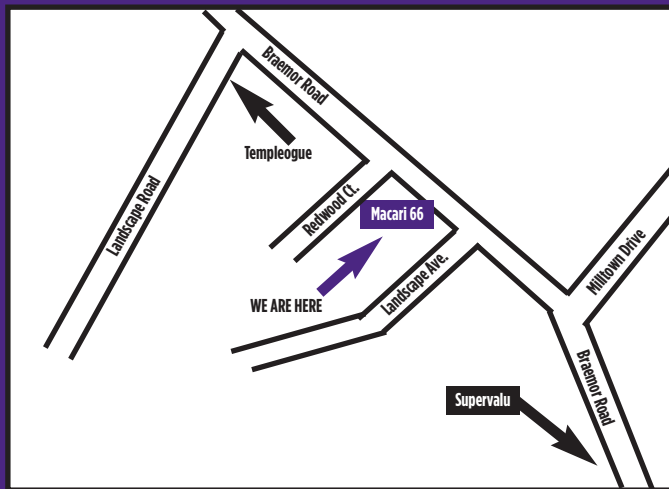 Braemor Road
Templeogue
Landscape Road
Redwood Ct.
Macari 66
WE ARE HERE
Landscape Ave.
Milltown Drive
Braemor Road
Supervalu